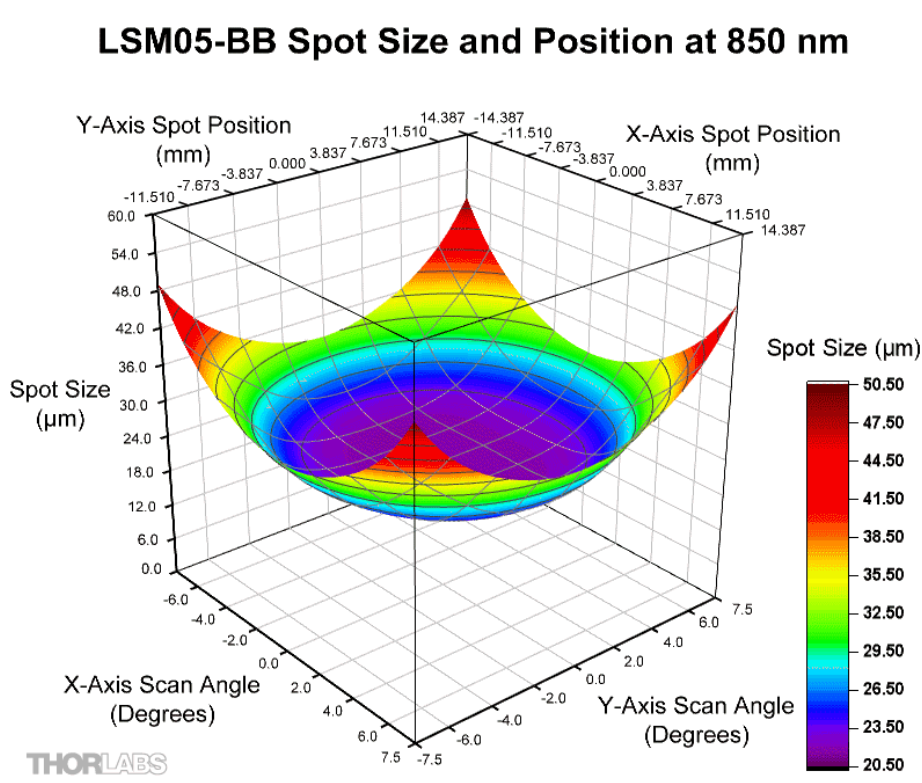 LSM05-BB Spot Size and Position at 850 nm
Y-Axis Spot Position
(mm)
X-Axis Spot Position
(mm)
-11.510 -7.673 -3.837 0.000 3.837 7.673 11.510 14.387
-14.387 -11.510 -7.673 -3.837 0.000 3.837 7.673 11.510 14.387
60.0
54.0
48.0
42.0
36.0
30.0
24.0
18.0
12.0
6.0
0.0
Spot Size
(µm)
Spot Size (µm)
50.50
47.50
44.50
41.50
38.50
35.50
32.50
29.50
26.50
23.50
20.50
-6.0
-4.0
-2.0
0.0
2.0
4.0
6.0
7.5
X-Axis Scan Angle
(Degrees)
-7.5
-6.0
-4.0
-2.0
0.0
2.0
4.0
6.0
7.5
Y-Axis Scan Angle
(Degrees)
THORLABS